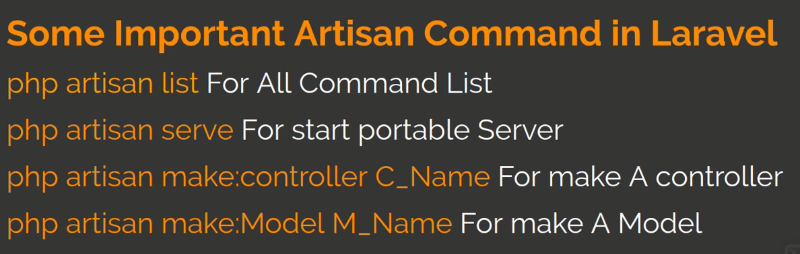 Some Important Artisan Command in Laravel
php artisan list For All Command List
php artisan serve For start portable Server
php artisan make:controller C_Name For make A controller
php artisan make:Model M_Name For make A Model